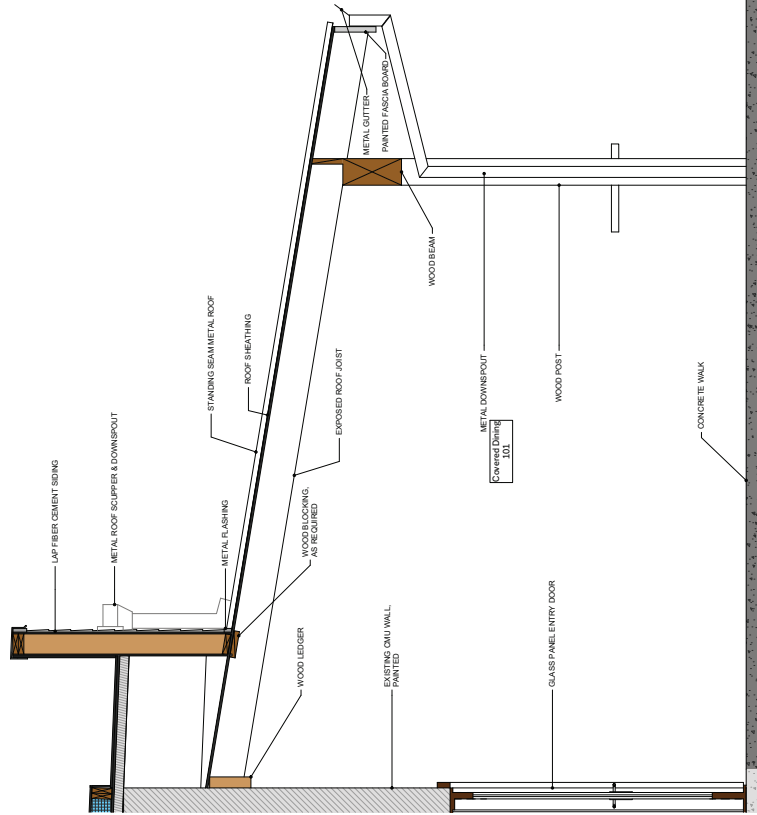 LAP FIBER CEMENT SIDING
METAL ROOF SCUPPER & DOWNSPOUT
STANDING SEAM METAL ROOF
ROOF SHEATHING
METAL FLASHING
WOOD BLOCKING,
AS REQUIRED
EXPOSED ROOF JOIST
METAL GUTTER
PAINTED FASCIA BOARD
WOOD BEAM
WOOD LEDGER
EXISTING CMU WALL,
PAINTED
METAL DOWNSPOUT
Covered Dining
101
WOOD POST
GLASS PANEL ENTRY DOOR
CONCRETE WALK